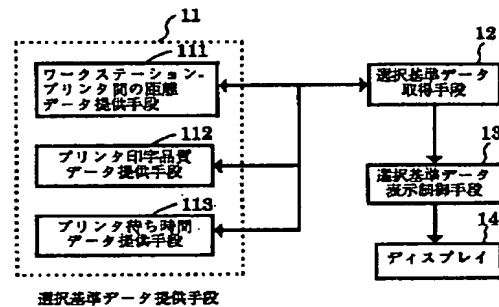 11
111
ワークステーション-
プリンタ間の距離
データ提供手段
112
プリンタ印字品質
データ提供手段
113
プリンタ待ち時間
データ提供手段
選択基準データ提供手段
12
選択基準データ
取得手段
13
選択基準データ
表示制御手段
14
ディスプレイ